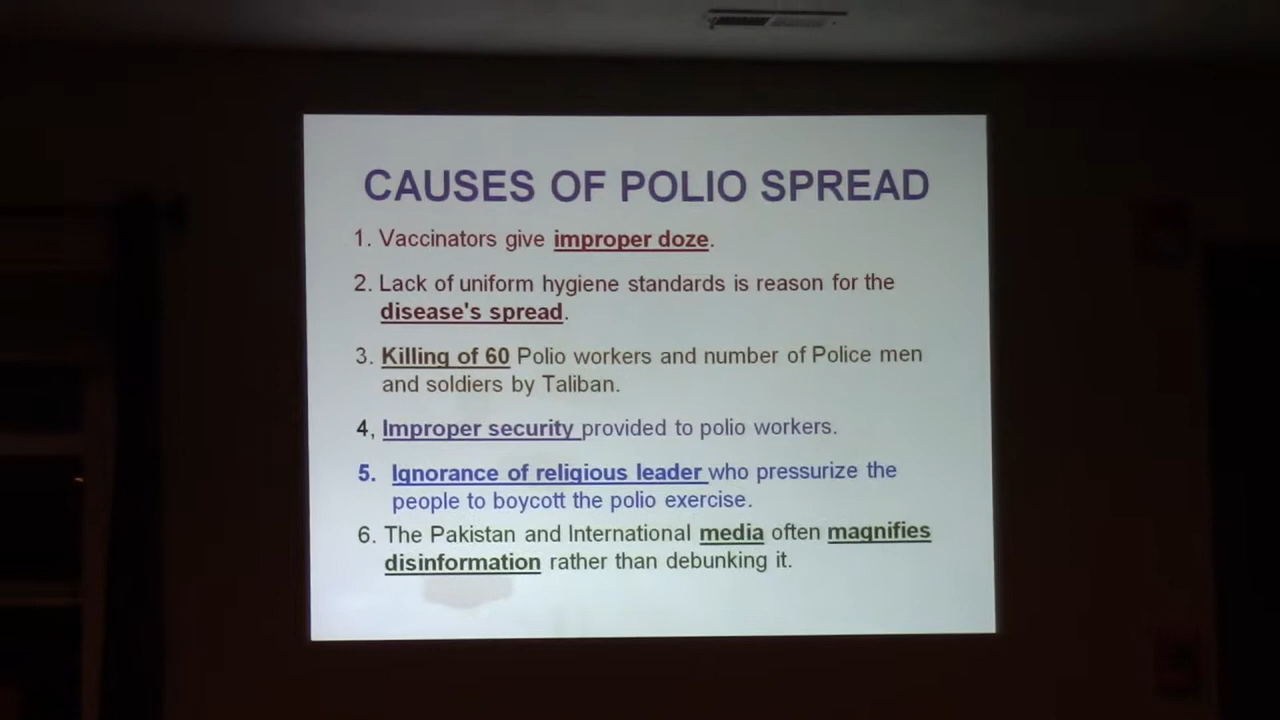 CAUSES OF POLIO SPREAD
1. Vaccinators give improper doze.
2. Lack of uniform hygiene standards is reason for the
disease's spread.
3. Killing of 60 Polio workers and number of Police men
and soldiers by Taliban.
4, Improper security provided to polio workers.
5. Ignorance of religious leader who pressurize the
people to boycott the polio exercise.
6. The Pakistan and International media often magnifies
disinformation rather than debunking it.